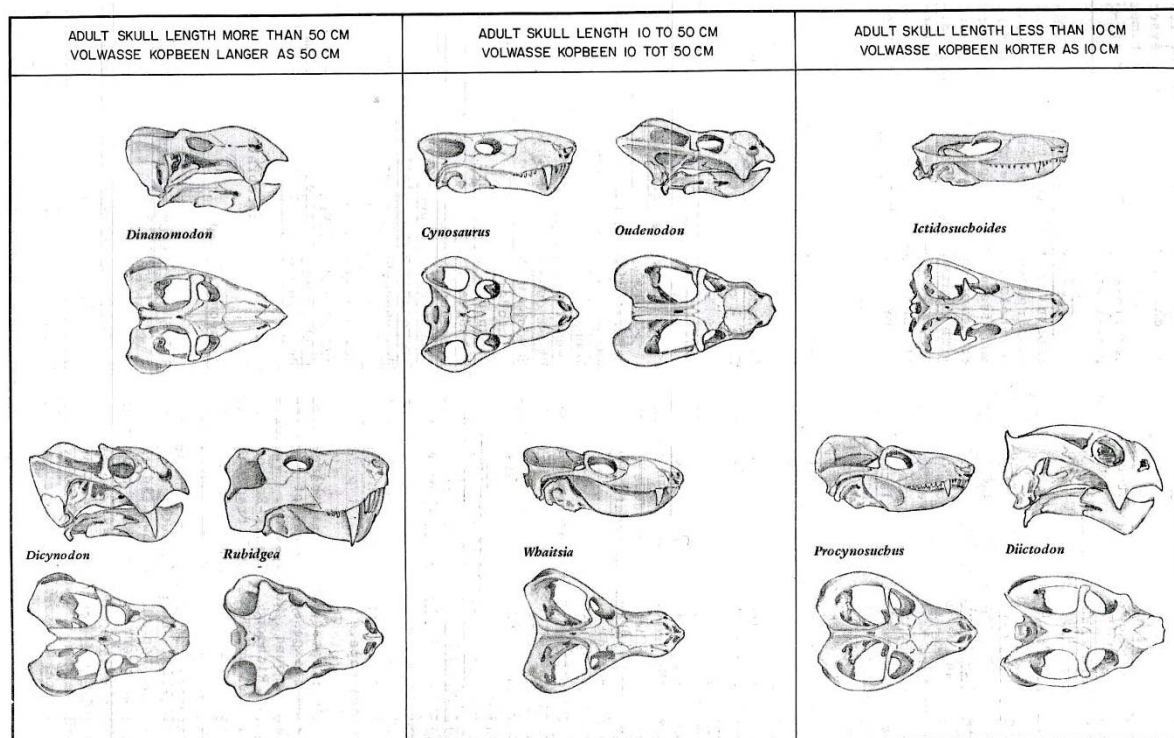 ADULT SKULL LENGTH MORE THAN 50 CM
VOLWASSE KOPBEEN LANGER AS 50 CM
ADULT SKULL LENGTH 10 TO 50 CM
VOLWASSE KOPBEEN 10 TOT 50 CM
ADULT SKULL LENGTH LESS THAN 10 CM
VOLWASSE KOPBEEN KORTER AS 10 CM
Dinanomodon
Cynosaurus
Oudenodon
Ictidosuchoides
Dicynodon
Rubidgea
Whaitsia
Procynosuchus
Diictodon